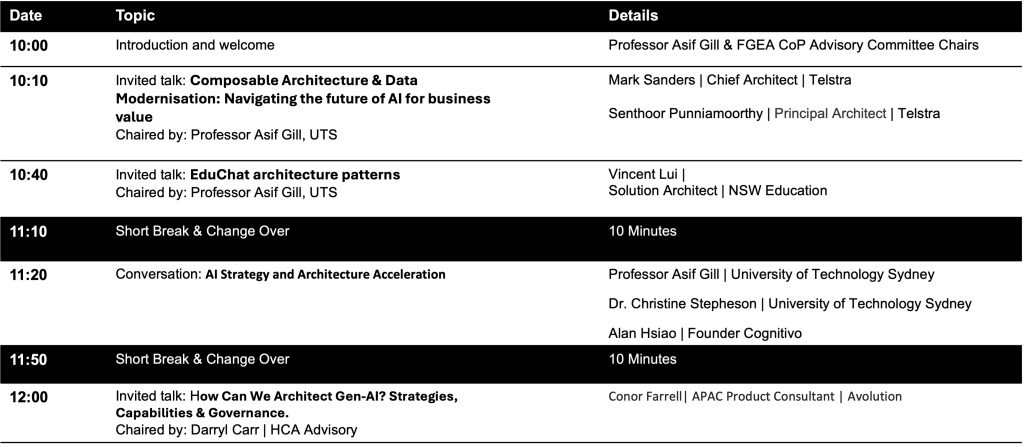 Date Topic Details
10:00 Introduction and welcome Professor Asif Gill & FGEA CoP Advisory Committee Chairs
10:10 Invited talk: Composable Architecture & Data Mark Sanders | Chief Architect | Telstra
Modernisation: Navigating the future of AI for business
value Senthoor Punniamoorthy | Principal Architect | Telstra
Chaired by: Professor Asif Gill, UTS
10:40 Invited talk: EduChat architecture patterns Vincent Lui |
Chaired by: Professor Asif Gill, UTS Solution Architect | NSW Education
11:10 Short Break & Change Over 10 Minutes
11:20 Conversation: AI Strategy and Architecture Acceleration Professor Asif Gill | University of Technology Sydney
Dr. Christine Stepheson | University of Technology Sydney
Alan Hsiao | Founder Cognitivo
11:50 Short Break & Change Over 10 Minutes
12:00 Invited talk: How Can We Architect Gen-AI? Strategies, Conor Farrell| APAC Product Consultant | Avolution
Capabilities & Governance.
Chaired by: Darryl Carr | HCA Advisory